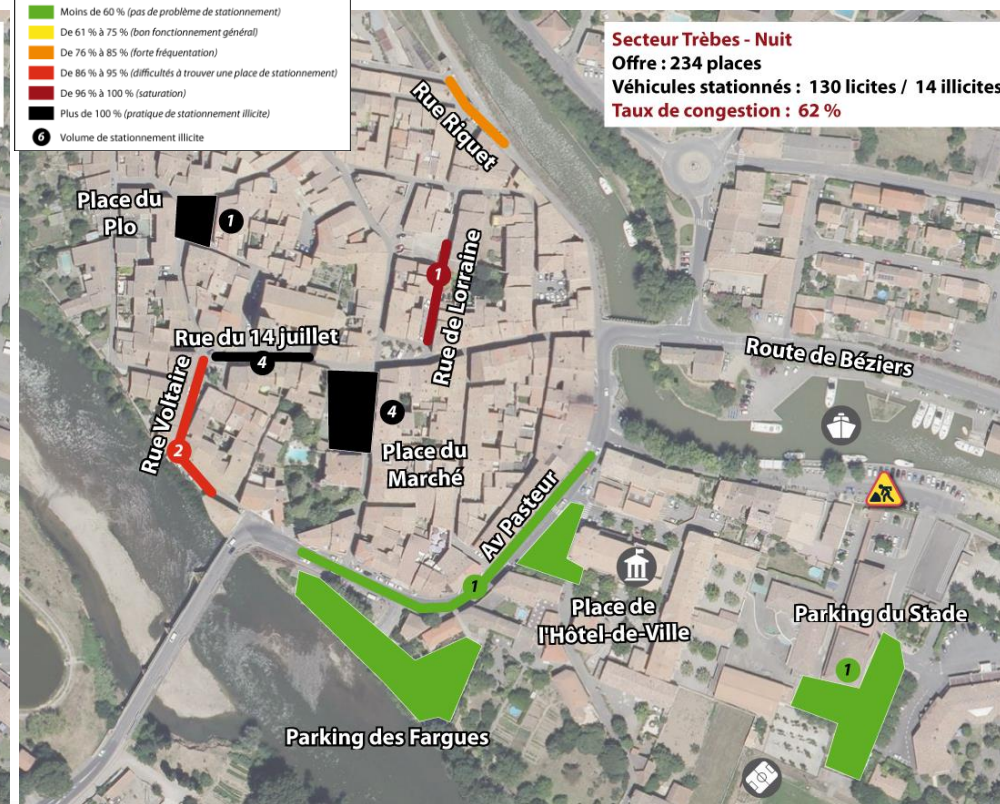 Moins de 60 % (pas de problème de stationnement)
De 61 % à 75 % (bon fonctionnement général)
De 76 % à 85 % (forte fréquentation)
De 86 % à 95 % (difficultés à trouver une place de stationnement)
De 96 % à 100 % (saturation)
Plus de 100 % (pratique de stationnement illicite)
6 Volume de stationnement illicite
Secteur Trèbes - Nuit
Offre : 234 places
Véhicules stationnés : 130 licites / 14 illicites
Taux de congestion : 62 %
Rue Riquet
Place du
Plo
1
Rue de Lorraine
1
Rue du 14 juillet
4
Rue Voltaire
2
4
Place du
Marché
Route de Béziers
Av Pasteur
1
Place de
l'Hôtel-de-Ville
Parking du Stade
1
Parking des Fargues